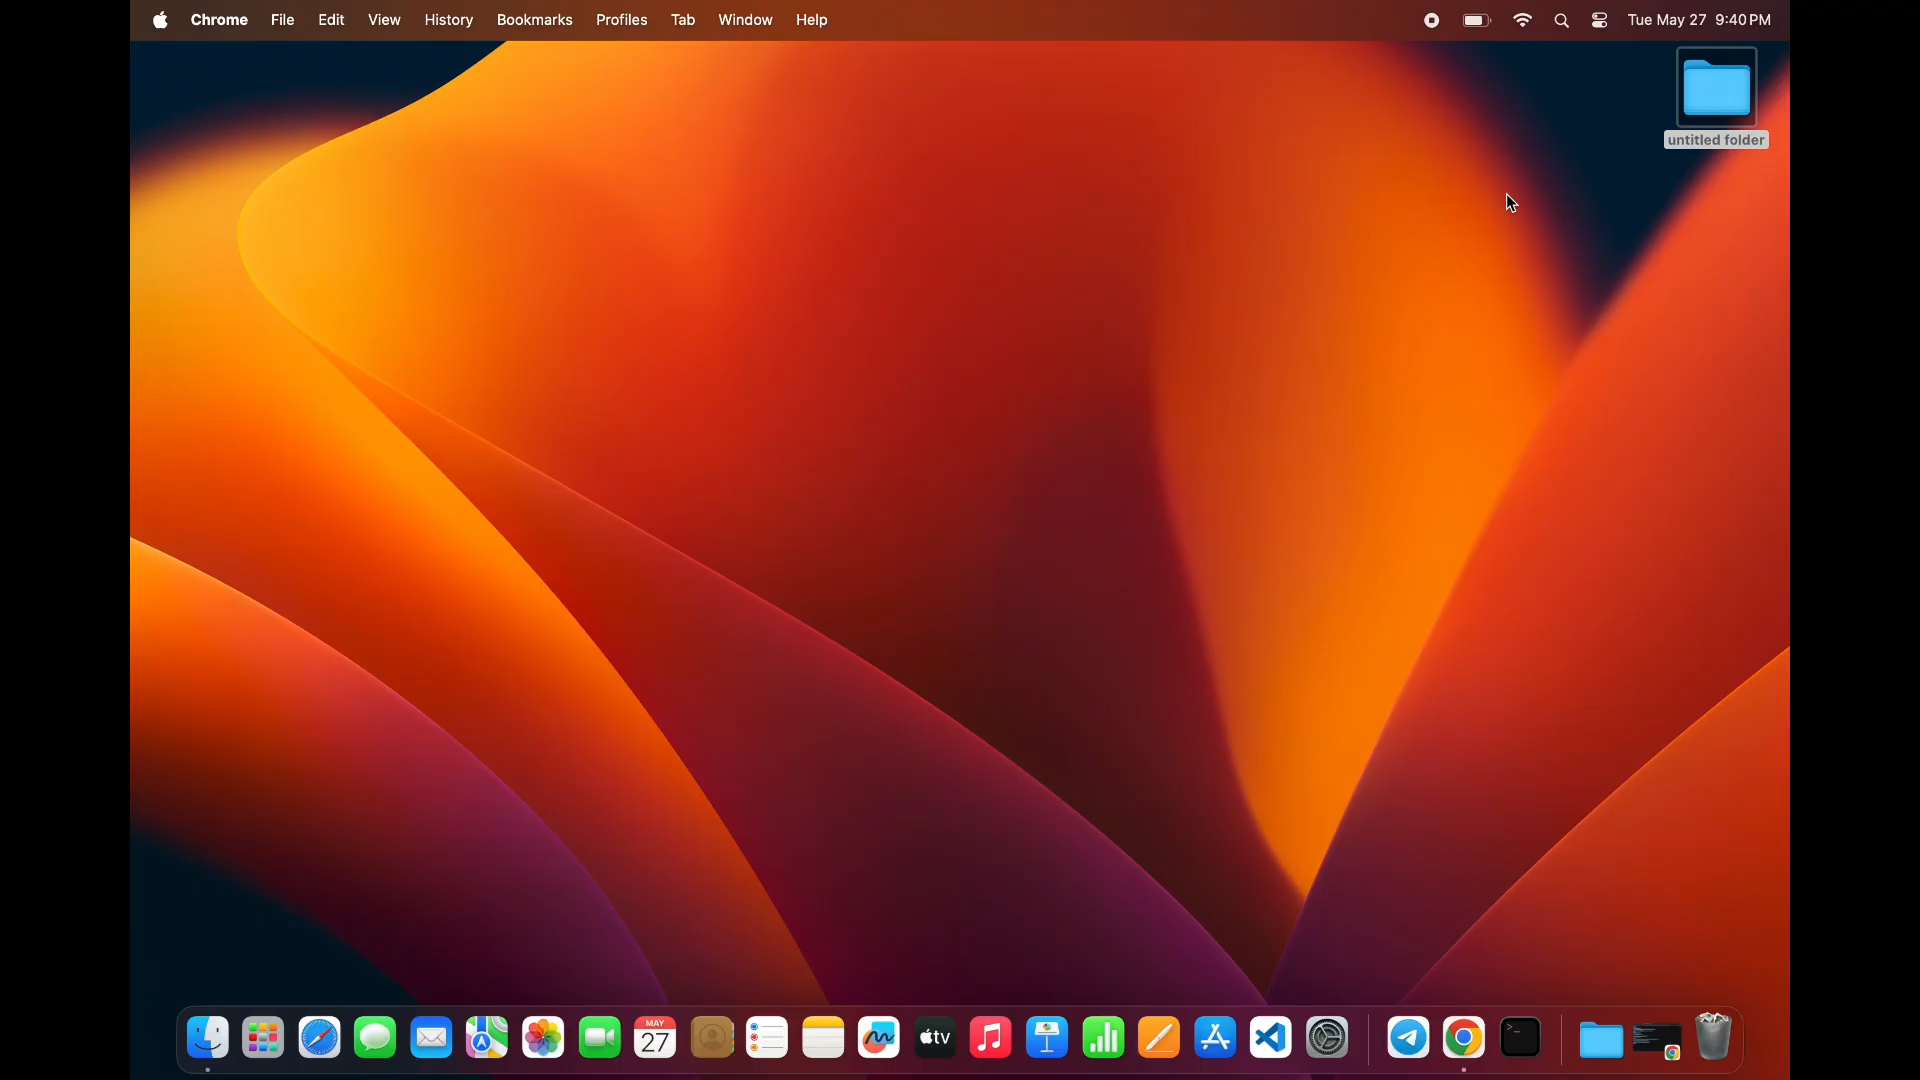 Chrome File Edit View History Bookmarks Profiles Tab Window Help Tue May 27 9:40 PM
untitled folder
MAY
27
tv
>_